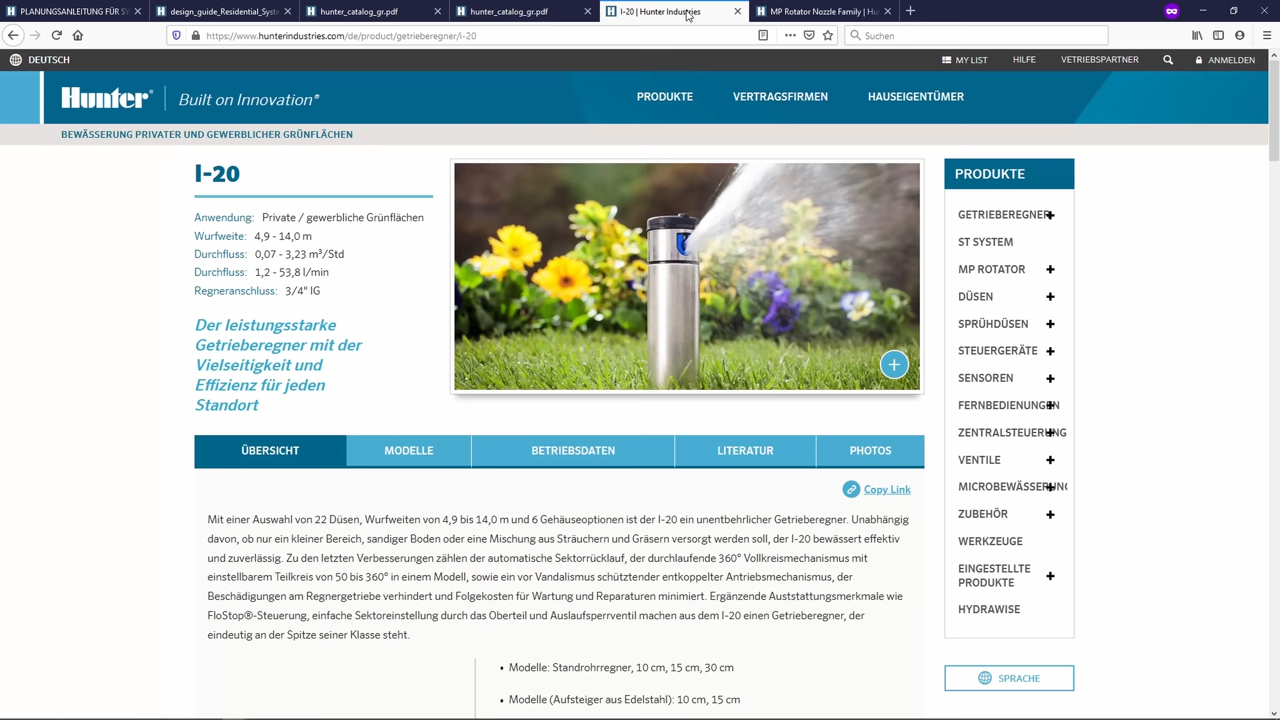 PLANUNGSANLEITUNG FÜR S
design_guide_Residential_Syst
hunter_catalog_gr.pdf
hunter_catalog_gr.pdf
I-20 | Hunter Industries
MP Rotator Nozzle Family | Hu
https://www.hunterindustries.com/de/product/getrieberegner/i-20
Suchen
DEUTSCH
MY LIST
HILFE
VETRIEBSPARTNER
ANMELDEN
Hunter®
Built on Innovation®
PRODUKTE
VERTRAGSFIRMEN
HAUSEIGENTÜMER
BEWÄSSERUNG PRIVATER UND GEWERBLICHER GRÜNFLÄCHEN
I-20
Anwendung: Private / gewerbliche Grünflächen
Wurfweite: 4,9 - 14,0 m
Durchfluss: 0,07 - 3,23 m³/Std
Durchfluss: 1,2 - 53,8 l/min
Regneranschluss: 3/4" IG
Der leistungsstarke
Getrieberegner mit der
Vielseitigkeit und
Effizienz für jeden
Standort
ÜBERSICHT
MODELLE
BETRIEBSDATEN
LITERATUR
PHOTOS
Copy Link
Mit einer Auswahl von 22 Düsen, Wurfweiten von 4,9 bis 14,0 m und 6 Gehäuseoptionen ist der I-20 ein unentbehrlicher Getrieberegner. Unabhängig
davon, ob nur ein kleiner Bereich, sandiger Boden oder eine Mischung aus Sträuchern und Gräsern versorgt werden soll, der I-20 bewässert effektiv
und zuverlässig. Zu den letzten Verbesserungen zählen der automatische Sektorrücklauf, der durchlaufende 360° Vollkreismechanismus mit
einstellbarem Teilkreis von 50 bis 360° in einem Modell, sowie ein vor Vandalismus schütztender entkoppelter Antriebsmechanismus, der
Beschädigungen am Regnergetriebe verhindert und Folgekosten für Wartung und Reparaturen minimiert. Ergänzende Auststattungsmerkmale wie
FloStop®-Steuerung, einfache Sektoreinstellung durch das Oberteil und Auslaufsperrventil machen aus dem I-20 einen Getrieberegner, der
eindeutig an der Spitze seiner Klasse steht.
• Modelle: Standrohrregner, 10 cm, 15 cm, 30 cm
• Modelle (Aufsteiger aus Edelstahl): 10 cm, 15 cm
PRODUKTE
GETRIEBEREGNER
ST SYSTEM
MP ROTATOR
DÜSEN
SPRÜHDÜSEN
STEUERGERÄTE
SENSOREN
FERNBEDIENUNGEN
ZENTRALSTEUERUNG
VENTILE
MICROBEWÄSSERUNG
ZUBEHÖR
WERKZEUGE
EINGESTELLTE
PRODUKTE
HYDRAWISE
SPRACHE